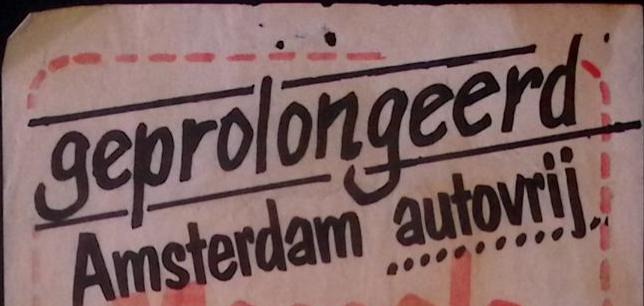 geprolongeerd
Amsterdam autovrij